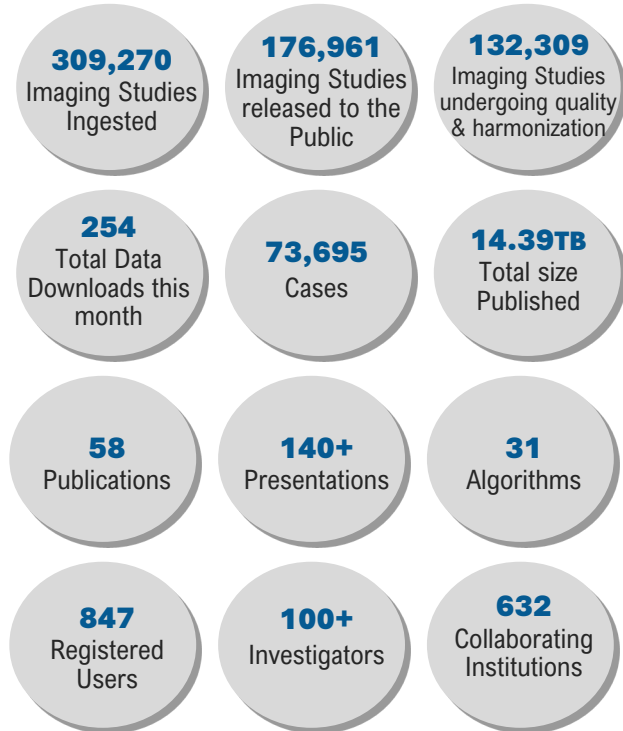 309,270
Imaging Studies
Ingested
176,961
Imaging Studies
released to the
Public
132,309
Imaging Studies
undergoing quality
& harmonization
254
Total Data
Downloads this
month
73,695
Cases
14.39TB
Total size
Published
58
Publications
140+
Presentations
31
Algorithms
847
Registered
Users
100+
Investigators
632
Collaborating
Institutions